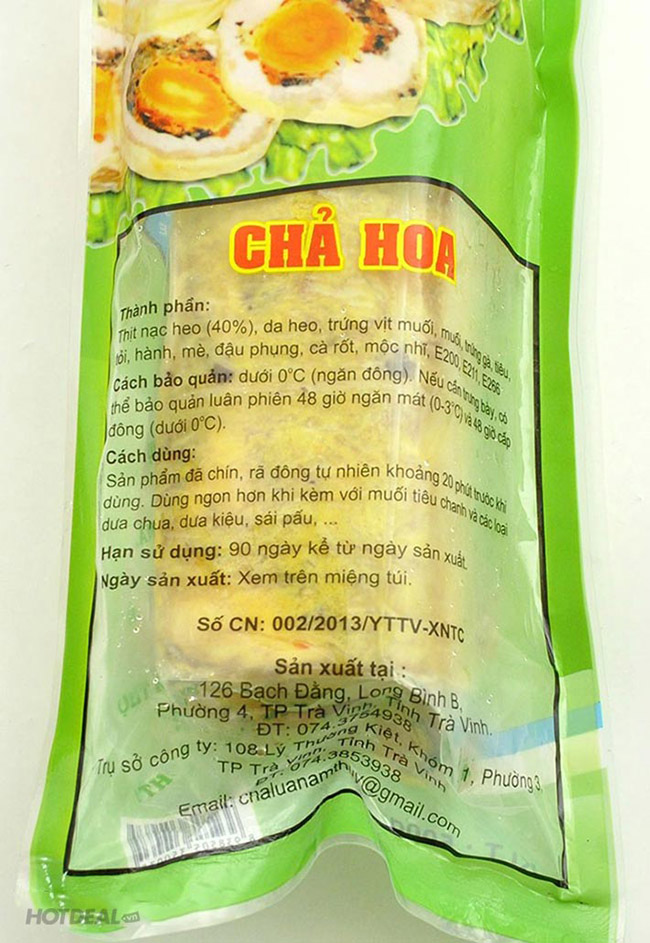 CHẢ HOA
Thành phần:
Thịt nạc heo (40%), da heo, trứng vịt muối, muối, trứng gà, tiêu,
tỏi, hành, mè, đậu phụng, cà rốt, mộc nhĩ, E200, E211, E266
Cách bảo quản: dưới 0°C (ngăn đông). Nếu cần trưng bày, có
thể bảo quản luân phiên 48 giờ ngăn mát (0-3°C) và 48 giờ cấp
đông (dưới 0°C).
Cách dùng:
Sản phẩm đã chín, rã đông tự nhiên khoảng 20 phút trước khi
dùng. Dùng ngon hơn khi kèm với muối tiêu chanh và các loại
dưa chua, dưa kiệu, sái pấu, ...
Hạn sử dụng: 90 ngày kể từ ngày sản xuất
Ngày sản xuất: Xem trên miệng túi.
Số CN: 002/2013/YTTV-XNTC
Sản xuất tại :
126 Bạch Đằng, Long Bình B,
Phường 4, TP Trà Vinh, Tỉnh Trà Vinh.
ĐT: 074.3754938
Trụ sở công ty: 108 Lý Thường Kiệt, Khóm 1, Phường 3,
TP Trà Vinh, Tỉnh Trà Vinh
ĐT: 074.3853938
Email: chaluanamthuy@gmail.com
HOTDEAL.vn